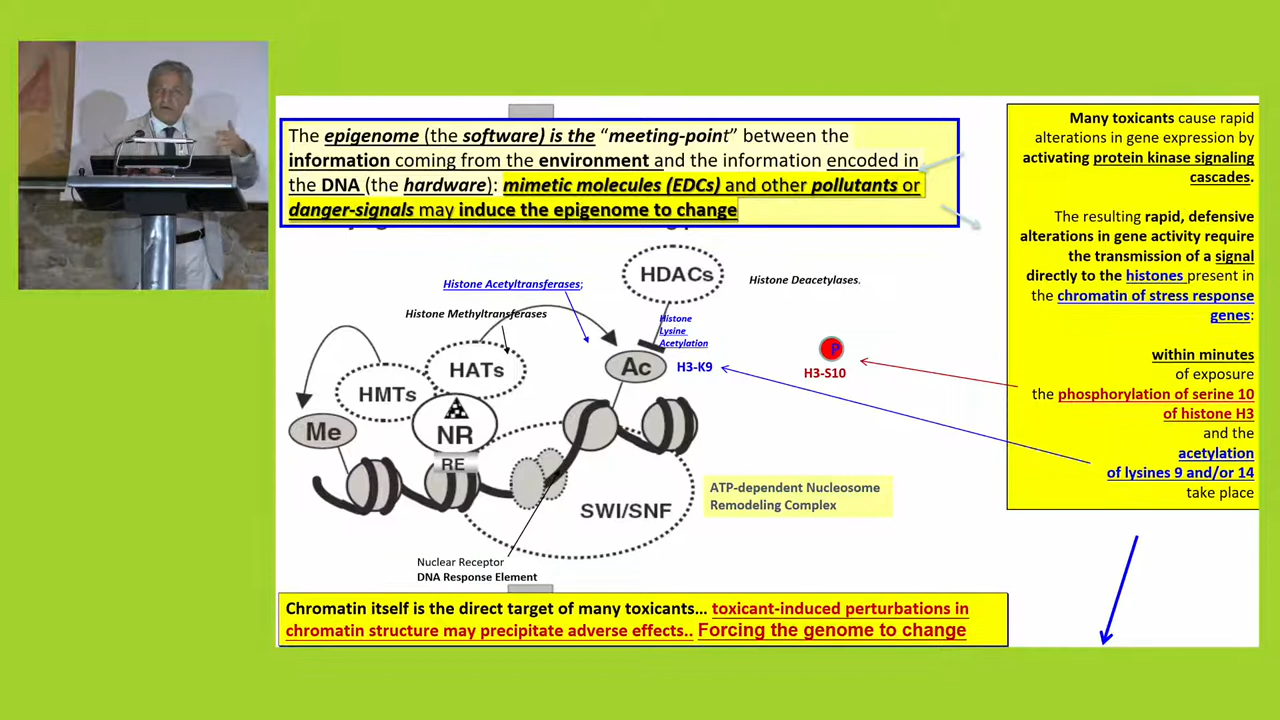 The epigenome (the software) is the “meeting-point” between the
information coming from the environment and the information encoded in
the DNA (the hardware): mimetic molecules (EDCs) and other pollutants or
danger-signals may induce the epigenome to change
Many toxicants cause rapid
alterations in gene expression by
activating protein kinase signaling
cascades.
The resulting rapid, defensive
alterations in gene activity require
the transmission of a signal
directly to the histones present in
the chromatin of stress response
genes:
within minutes
of exposure
the phosphorylation of serine 10
of histone H3
and the
acetylation
of lysines 9 and/or 14
take place
HDACs
Histone Deacetylases.
Histone Acetyltransferases;
Histone Methyltransferases
Histone
Lysine
Acetylation
P
H3-S10
HATs
Ac
H3-K9
HMTs
Me
NR
RE
SWI/SNF
ATP-dependent Nucleosome
Remodeling Complex
Nuclear Receptor
DNA Response Element
Chromatin itself is the direct target of many toxicants... toxicant-induced perturbations in
chromatin structure may precipitate adverse effects.. Forcing the genome to change